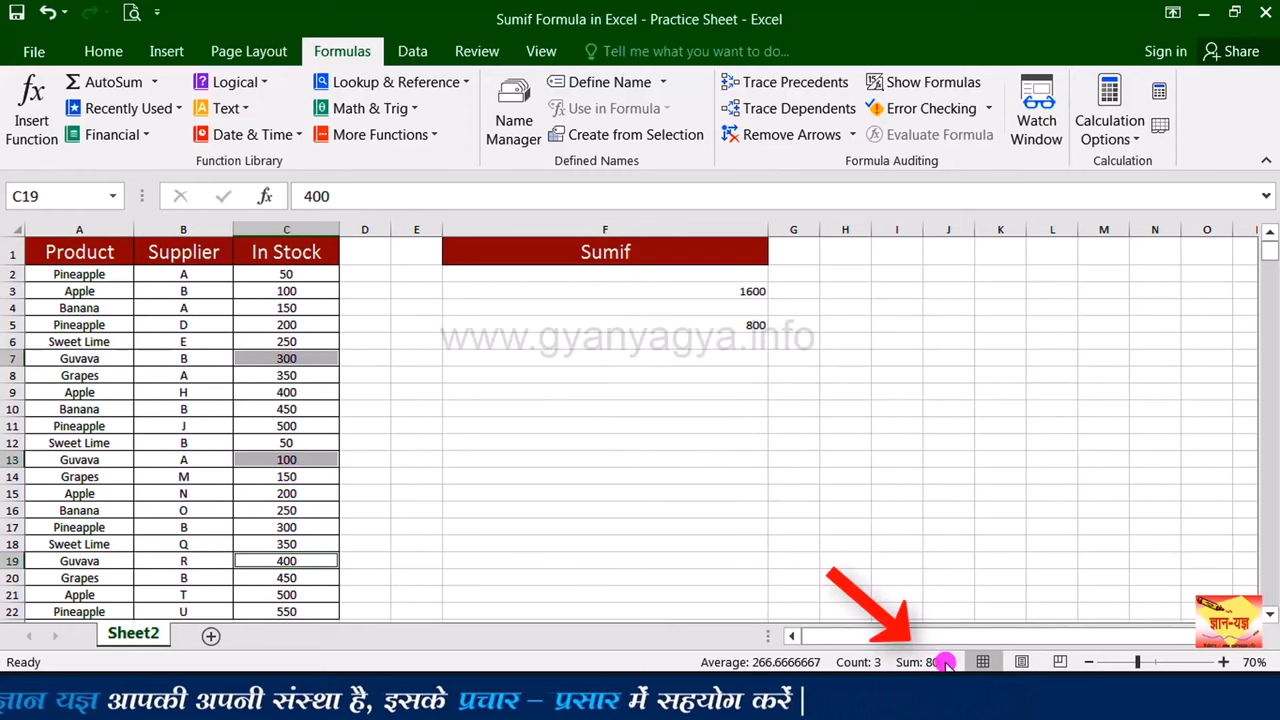 Sumif Formula in Excel - Practice Sheet - Excel
File Home Insert Page Layout Formulas Data Review View Tell me what you want to do... Sign in Share
AutoSum Logical Lookup & Reference Define Name Trace Precedents Show Formulas
Recently Used Text Math & Trig Use in Formula Trace Dependents Error Checking
Financial Date & Time More Functions Create from Selection Remove Arrows Evaluate Formula
Insert Function Name Manager Watch Window Calculation Options
Function Library Defined Names Formula Auditing Calculation
C19 fx 400
A B C D E F G H I J K L M N O
1 Product Supplier In Stock Sumif
2 Pineapple A 50
3 Apple B 100 1600
4 Banana A 150
5 Pineapple D 200 800
www.gyanyagya.info
6 Sweet Lime E 250
7 Guvava B 300
8 Grapes A 350
9 Apple H 400
10 Banana B 450
11 Pineapple J 500
12 Sweet Lime B 50
13 Guvava A 100
14 Grapes M 150
15 Apple N 200
16 Banana O 250
17 Pineapple B 300
18 Sweet Lime Q 350
19 Guvava R 400
20 Grapes B 450
21 Apple T 500
22 Pineapple U 550
ज्ञान-यज्ञ
Sheet2
Ready Average: 266.6666667 Count: 3 Sum: 70%
ज्ञान यज्ञ आपकी अपनी संस्था है, इसके प्रचार – प्रसार में सहयोग करें |